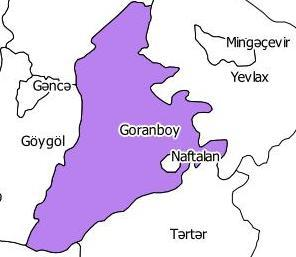 Mingəçevir
Yevlax
Gəncə
Goranboy
Göygöl
Naftalan
Tərtər